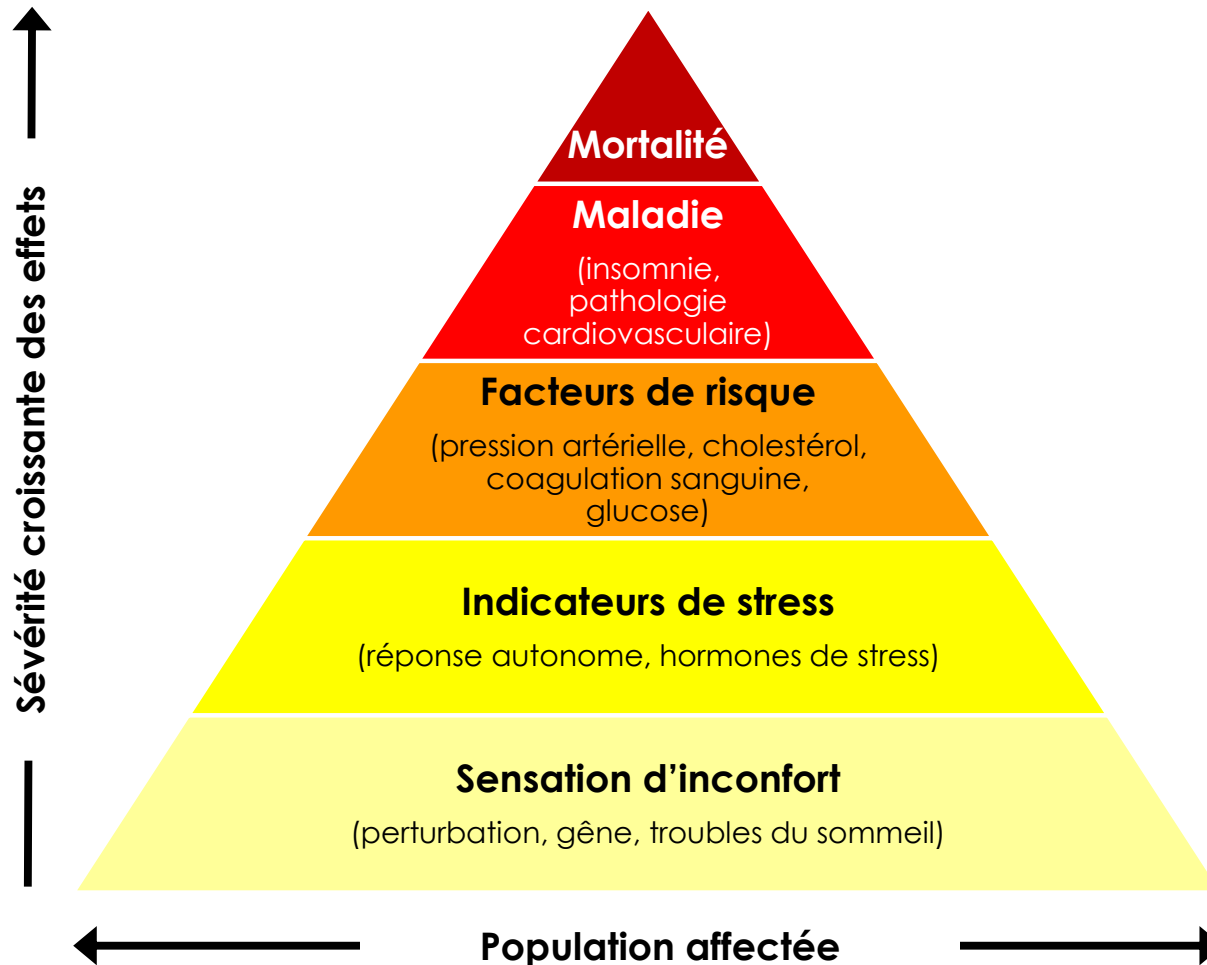 Sévérité croissante des effets
Mortalité
Maladie
(insomnie,
pathologie
cardiovasculaire)
Facteurs de risque
(pression artérielle, cholestérol,
coagulation sanguine,
glucose)
Indicateurs de stress
(réponse autonome, hormones de stress)
Sensation d’inconfort
(perturbation, gêne, troubles du sommeil)
Population affectée